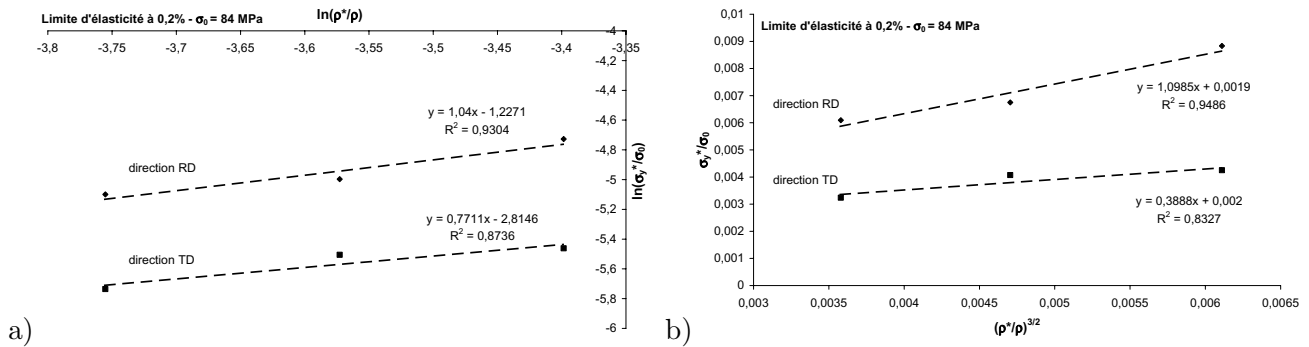 Limite d'élasticité à 0,2% - σ₀ = 84 MPa
ln(ρ*/ρ)
-3,8 -3,75 -3,7 -3,65 -3,6 -3,55 -3,5 -3,45 -3,4 -3,35
-4
-4,2
-4,4
-4,6
-4,8
-5
-5,2
-5,4
-5,6
-5,8
-6
ln(σy*/σ₀)
y = 1,04x - 1,2271
R² = 0,9304
direction RD
y = 0,7711x - 2,8146
R² = 0,8736
direction TD
a)
Limite d'élasticité à 0,2% - σ₀ = 84 MPa
0,01
0,009
0,008
0,007
0,006
0,005
0,004
0,003
0,002
0,001
0
σy*/σ₀
direction RD
y = 1,0985x + 0,0019
R² = 0,9486
direction TD
y = 0,3888x + 0,002
R² = 0,8327
0,003 0,0035 0,004 0,0045 0,005 0,0055 0,006 0,0065
(ρ*/ρ)^3/2
b)